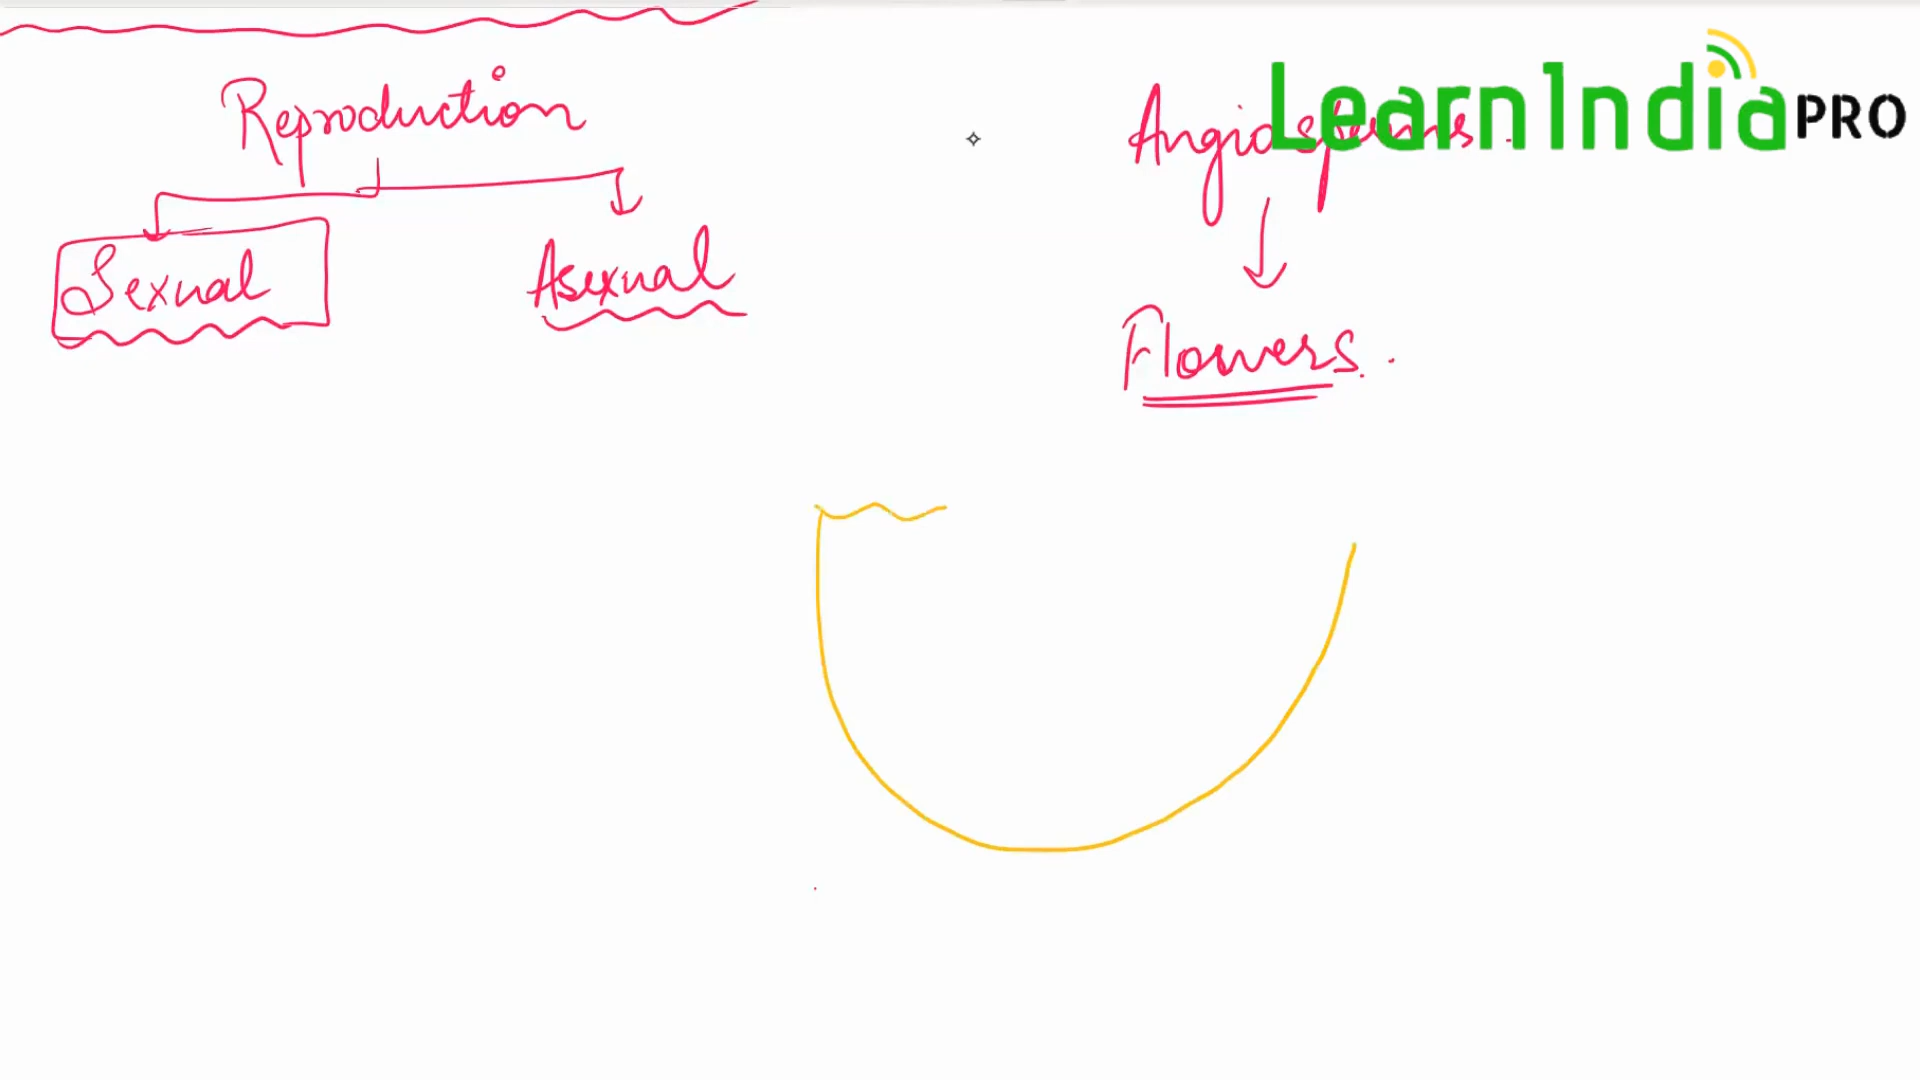 Reproduction
Sexual
Asexual
Angiosperms.
Flowers.
LearnIndia PRO